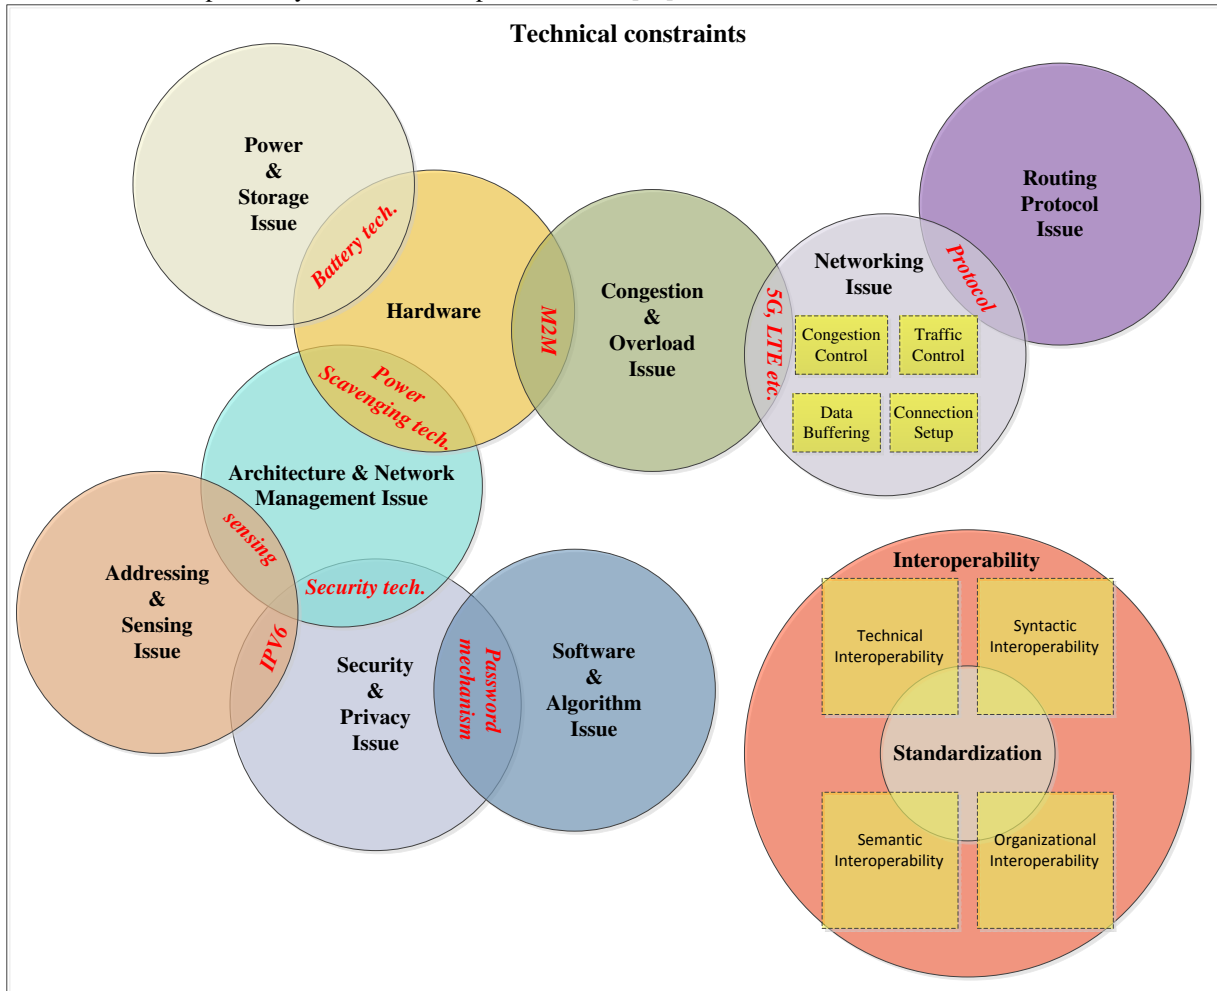 Technical constraints
Power
&
Storage
Issue
Battery tech.
Hardware
M2M
Congestion
&
Overload
Issue
5G, LTE etc.
Networking
Issue
Congestion
Control
Traffic
Control
Data
Buffering
Connection
Setup
Protocol
Routing
Protocol
Issue
Power
Scavenging tech.
Architecture & Network
Management Issue
sensing
Addressing
&
Sensing
Issue
Security tech.
IPV6
Security
&
Privacy
Issue
Password
mechanism
Software
&
Algorithm
Issue
Interoperability
Technical
Interoperability
Syntactic
Interoperability
Standardization
Semantic
Interoperability
Organizational
Interoperability